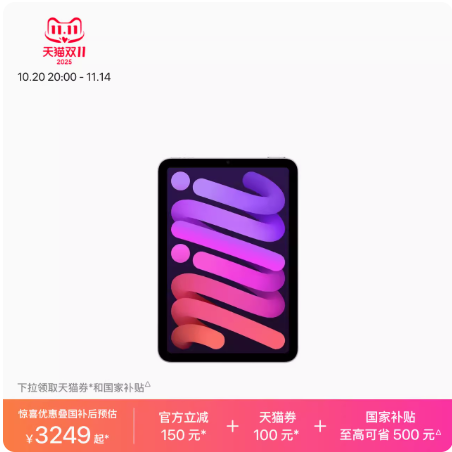 11.11
天猫双11
2025
10.20 20:00 - 11.14
下拉领取天猫券*和国家补贴△
惊喜优惠叠国补后预估
¥3249起*
官方立减
150 元*
+
天猫券
100 元*
+
国家补贴
至高可省 500 元△